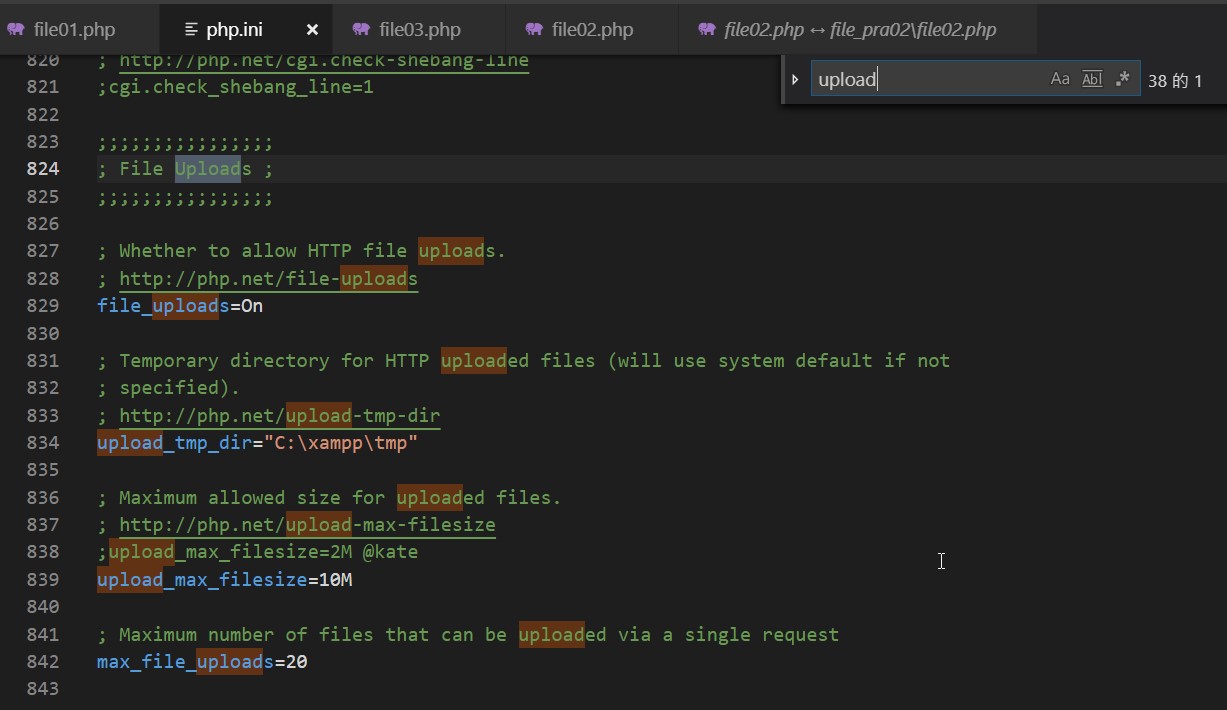 file01.php php.ini × file03.php file02.php file02.php ↔ file_pra02\file02.php
upload Aa Abl .* 38 的 1
820 ; http://php.net/cgi.check-shebang-line
821 ;cgi.check_shebang_line=1
822
823 ;;;;;;;;;;;;;;;;
824 ; File Uploads ;
825 ;;;;;;;;;;;;;;;;
826
827 ; Whether to allow HTTP file uploads.
828 ; http://php.net/file-uploads
829 file_uploads=On
830
831 ; Temporary directory for HTTP uploaded files (will use system default if not
832 ; specified).
833 ; http://php.net/upload-tmp-dir
834 upload_tmp_dir="C:\xampp\tmp"
835
836 ; Maximum allowed size for uploaded files.
837 ; http://php.net/upload-max-filesize
838 ;upload_max_filesize=2M @kate
839 upload_max_filesize=10M
840
841 ; Maximum number of files that can be uploaded via a single request
842 max_file_uploads=20
843